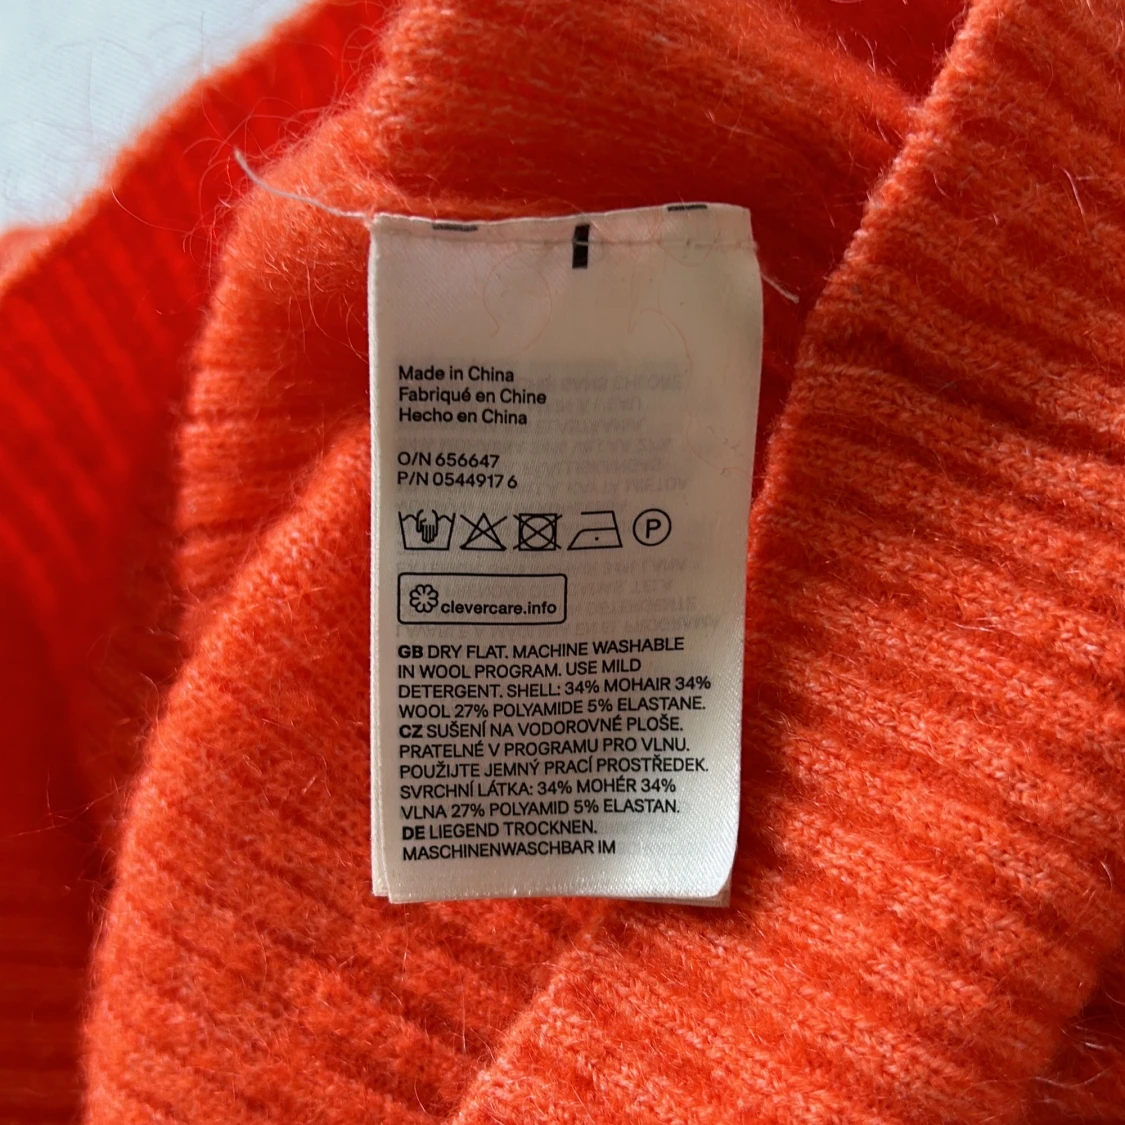 Made in China
Fabriqué en Chine
Hecho en China
O/N 656647
P/N 0544917 6
P
clevercare.info
GB DRY FLAT. MACHINE WASHABLE
IN WOOL PROGRAM. USE MILD
DETERGENT. SHELL: 34% MOHAIR 34%
WOOL 27% POLYAMIDE 5% ELASTANE.
CZ SUŠENÍ NA VODOROVNÉ PLOŠE.
PRATELNÉ V PROGRAMU PRO VLNU.
POUŽIJTE JEMNÝ PRACÍ PROSTŘEDEK.
SVRCHNÍ LÁTKA: 34% MOHÉR 34%
VLNA 27% POLYAMID 5% ELASTAN.
DE LIEGEND TROCKNEN.
MASCHINENWASCHBAR IM